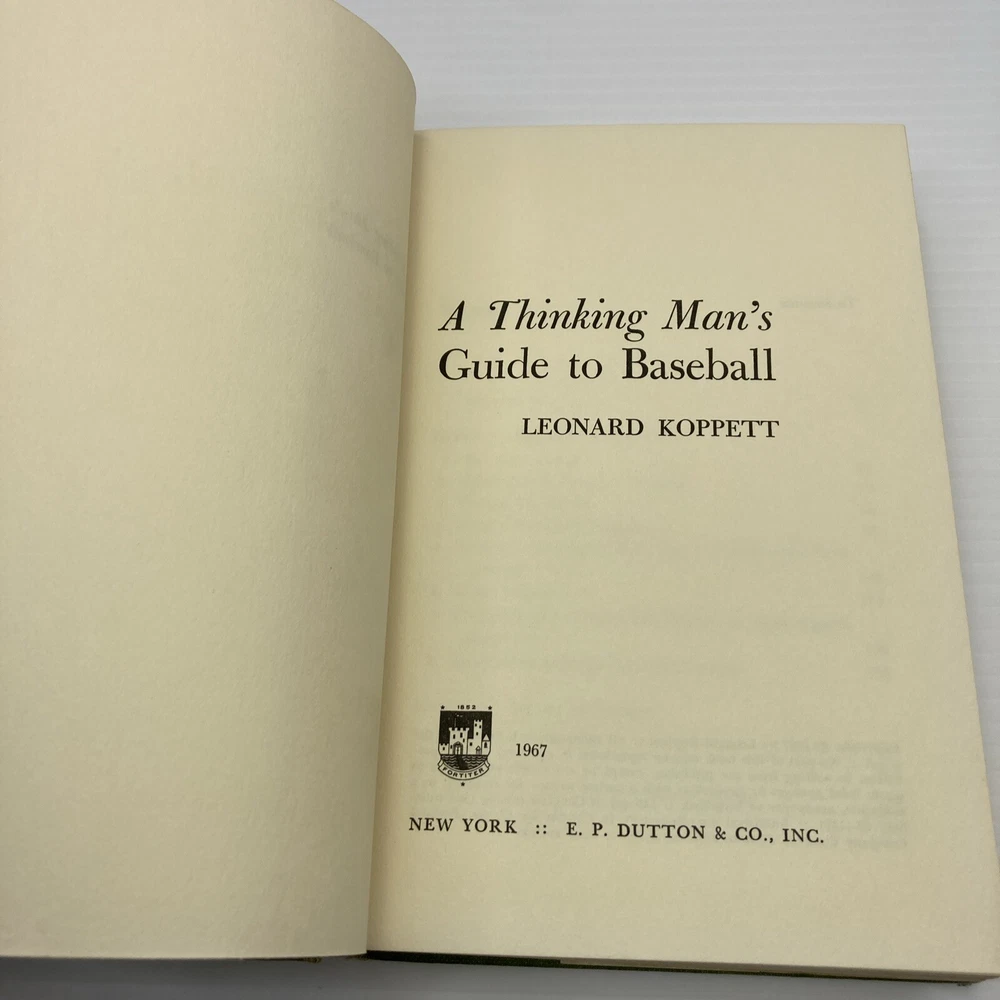 A Thinking Man's
Guide to Baseball
LEONARD KOPPETT
1852
FORTITER
1967
NEW YORK :: E. P. DUTTON & CO., INC.